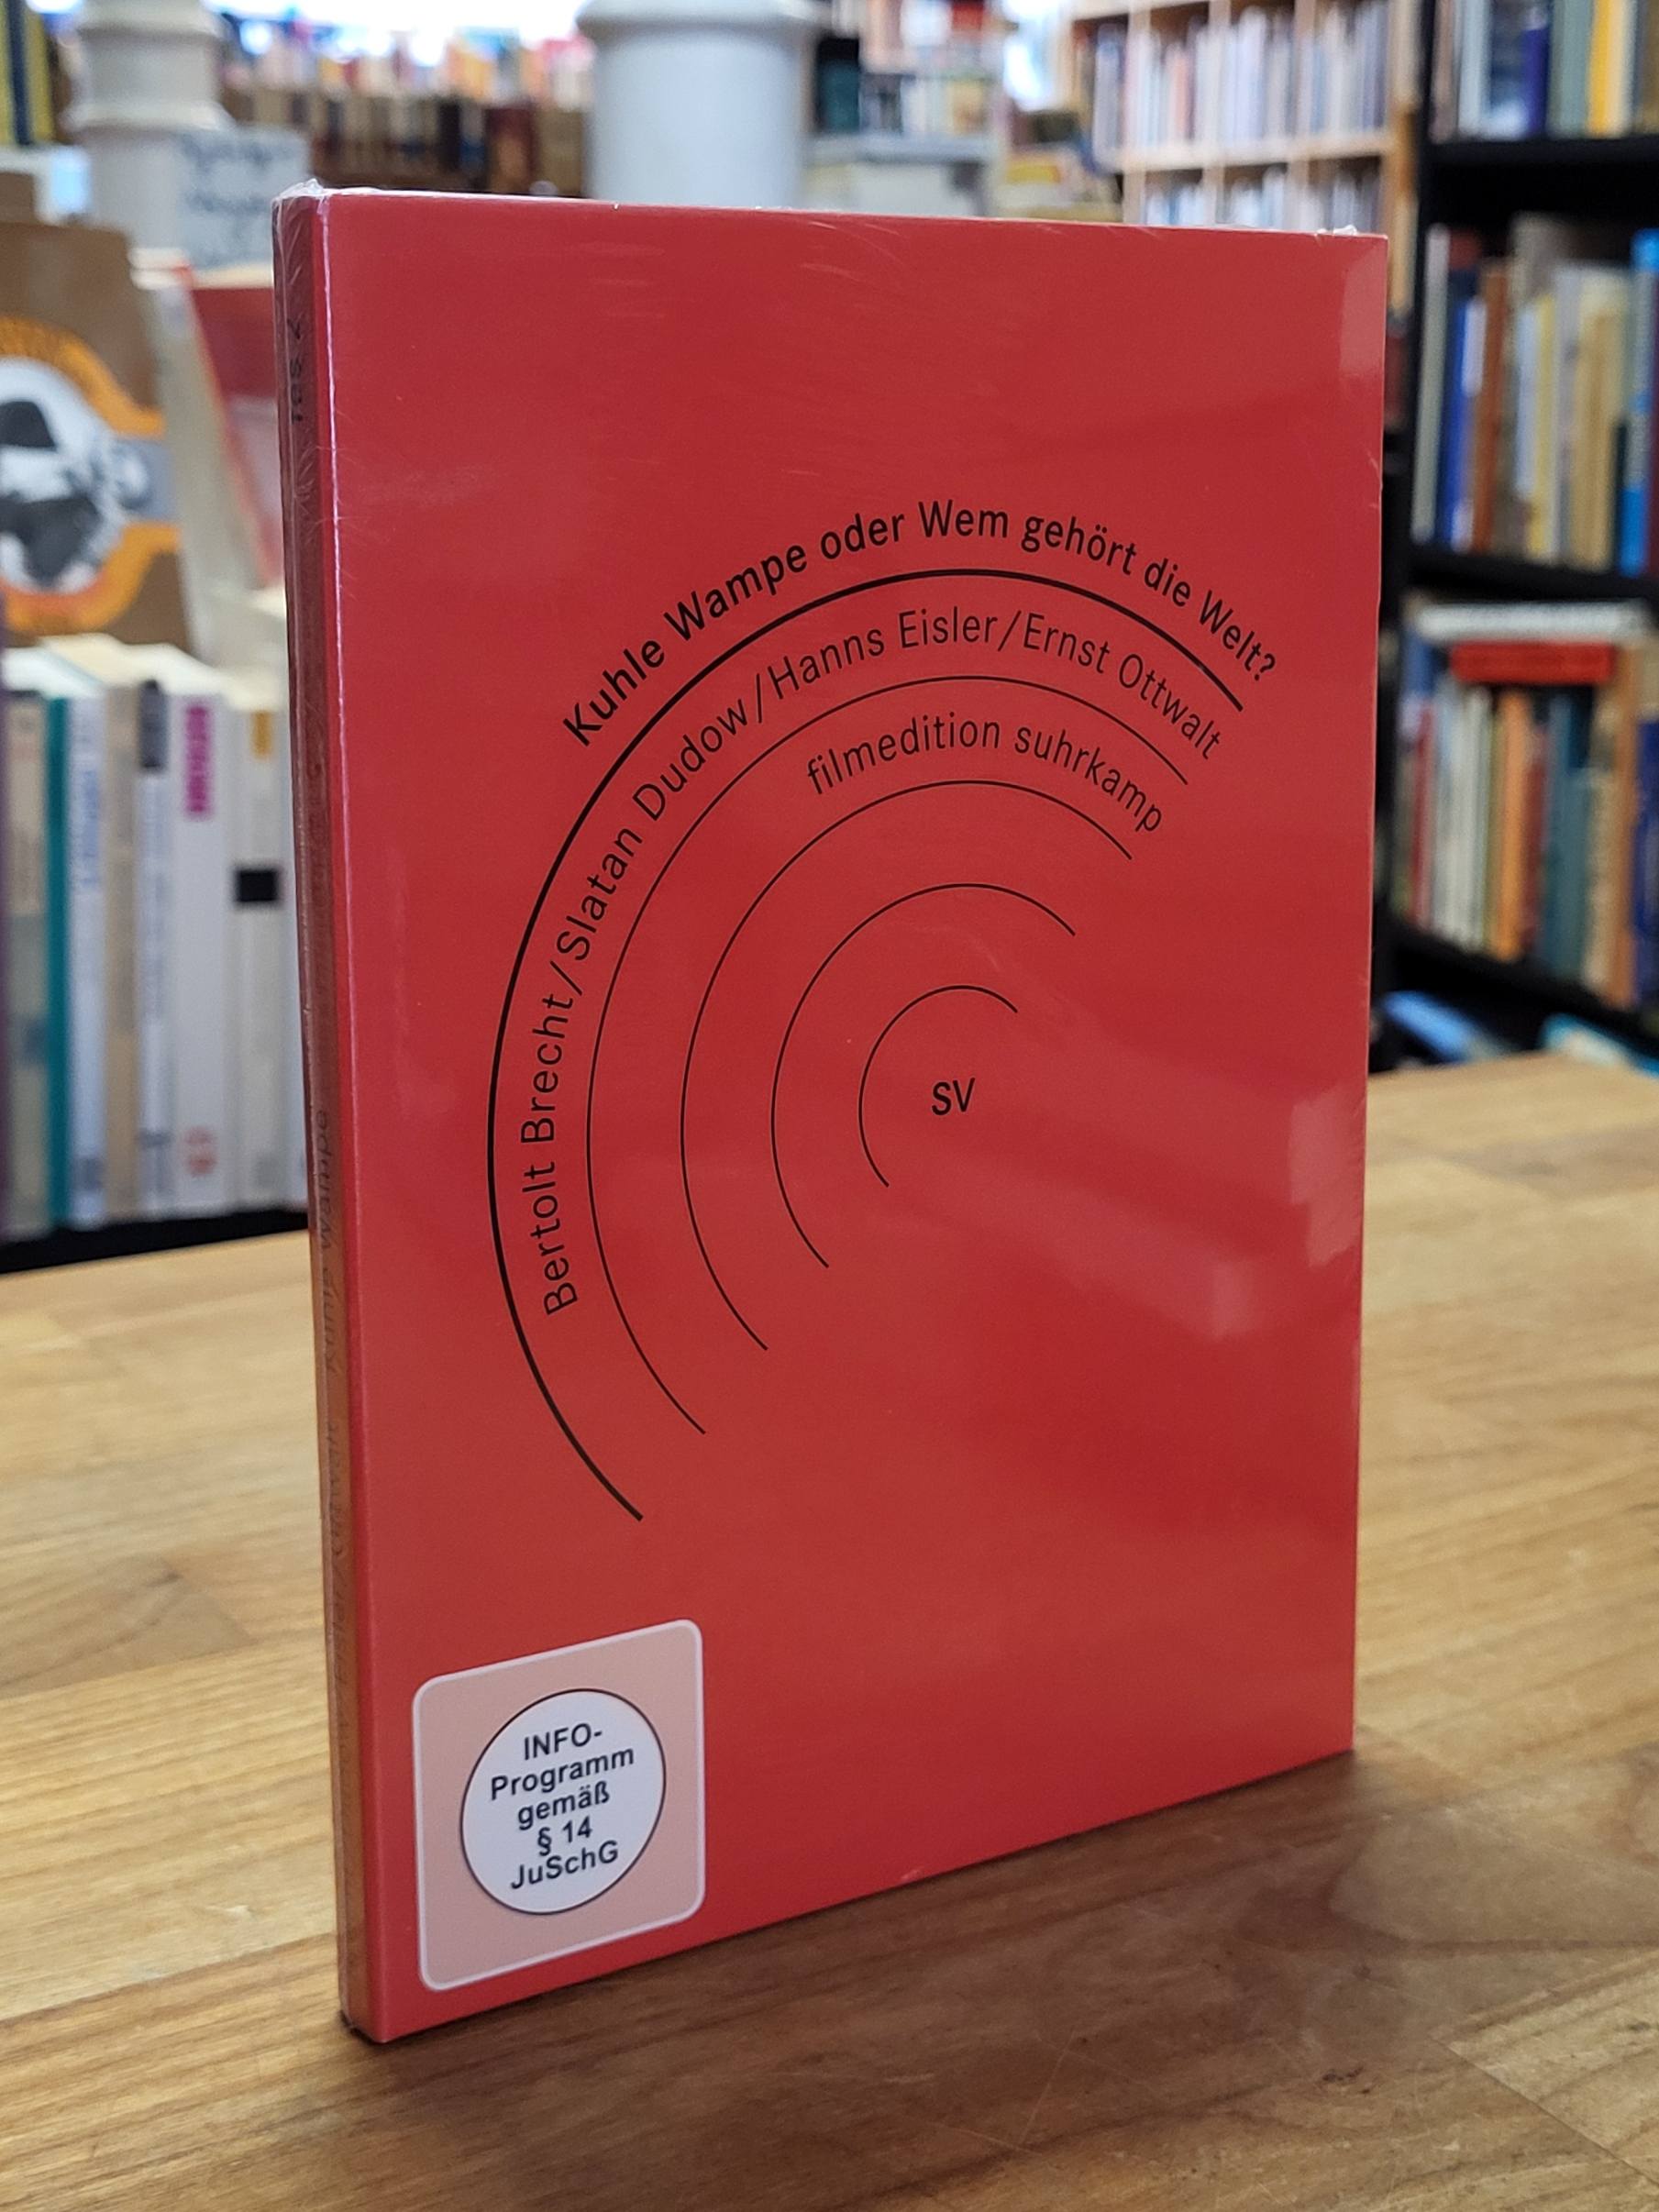 Kuhle Wampe oder Wem gehört die Welt?
Bertolt Brecht/Slatan Dudow/Hanns Eisler/Ernst Ottwalt
filmedition suhrkamp
SV
INFO-
Programm
gemäß
§ 14
JuSchG